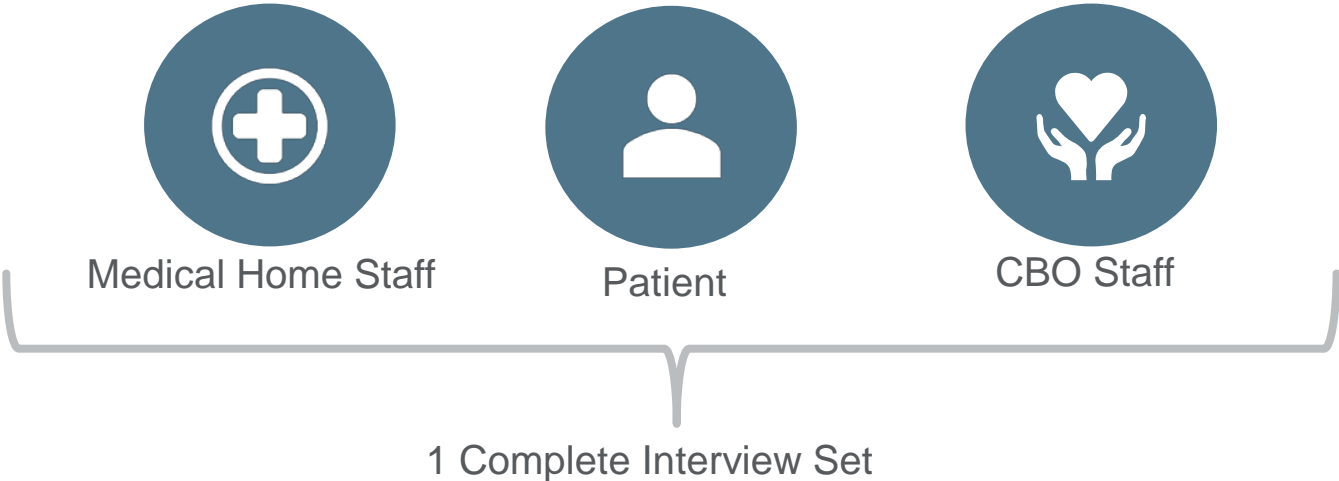 Medical Home Staff
Patient
CBO Staff
1 Complete Interview Set